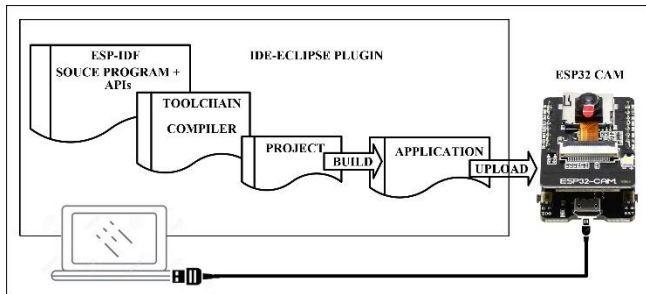 ESP-IDF
SOUCE PROGRAM +
APIs
IDE-ECLIPSE PLUGIN
ESP32 CAM
TOOLCHAIN
COMPILER
PROJECT
BUILD
APPLICATION
UPLOAD
ESP32-CAM